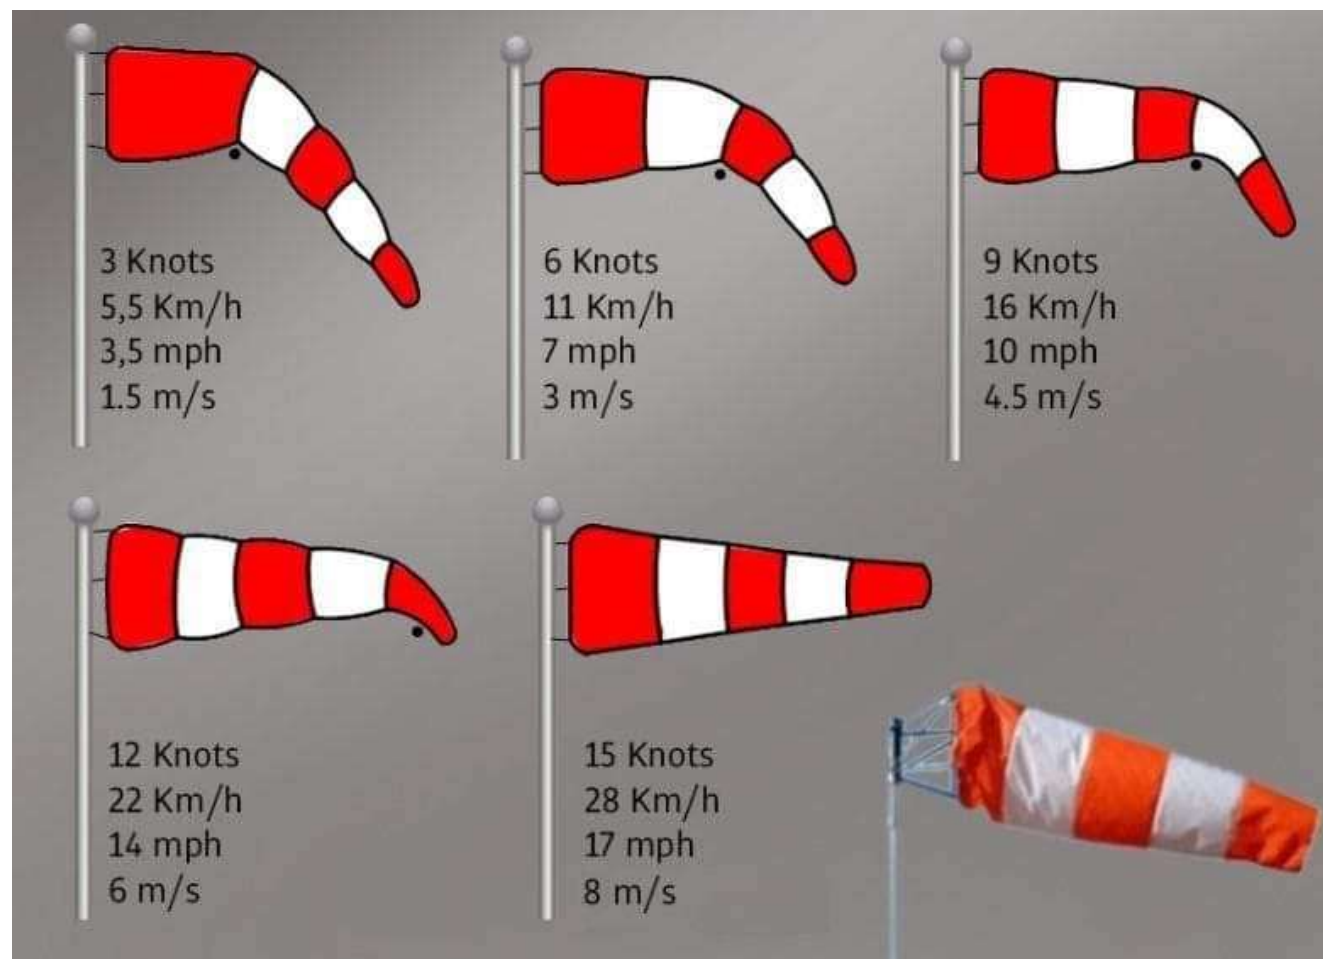 3 Knots
5,5 Km/h
3,5 mph
1.5 m/s
6 Knots
11 Km/h
7 mph
3 m/s
9 Knots
16 Km/h
10 mph
4.5 m/s
12 Knots
22 Km/h
14 mph
6 m/s
15 Knots
28 Km/h
17 mph
8 m/s